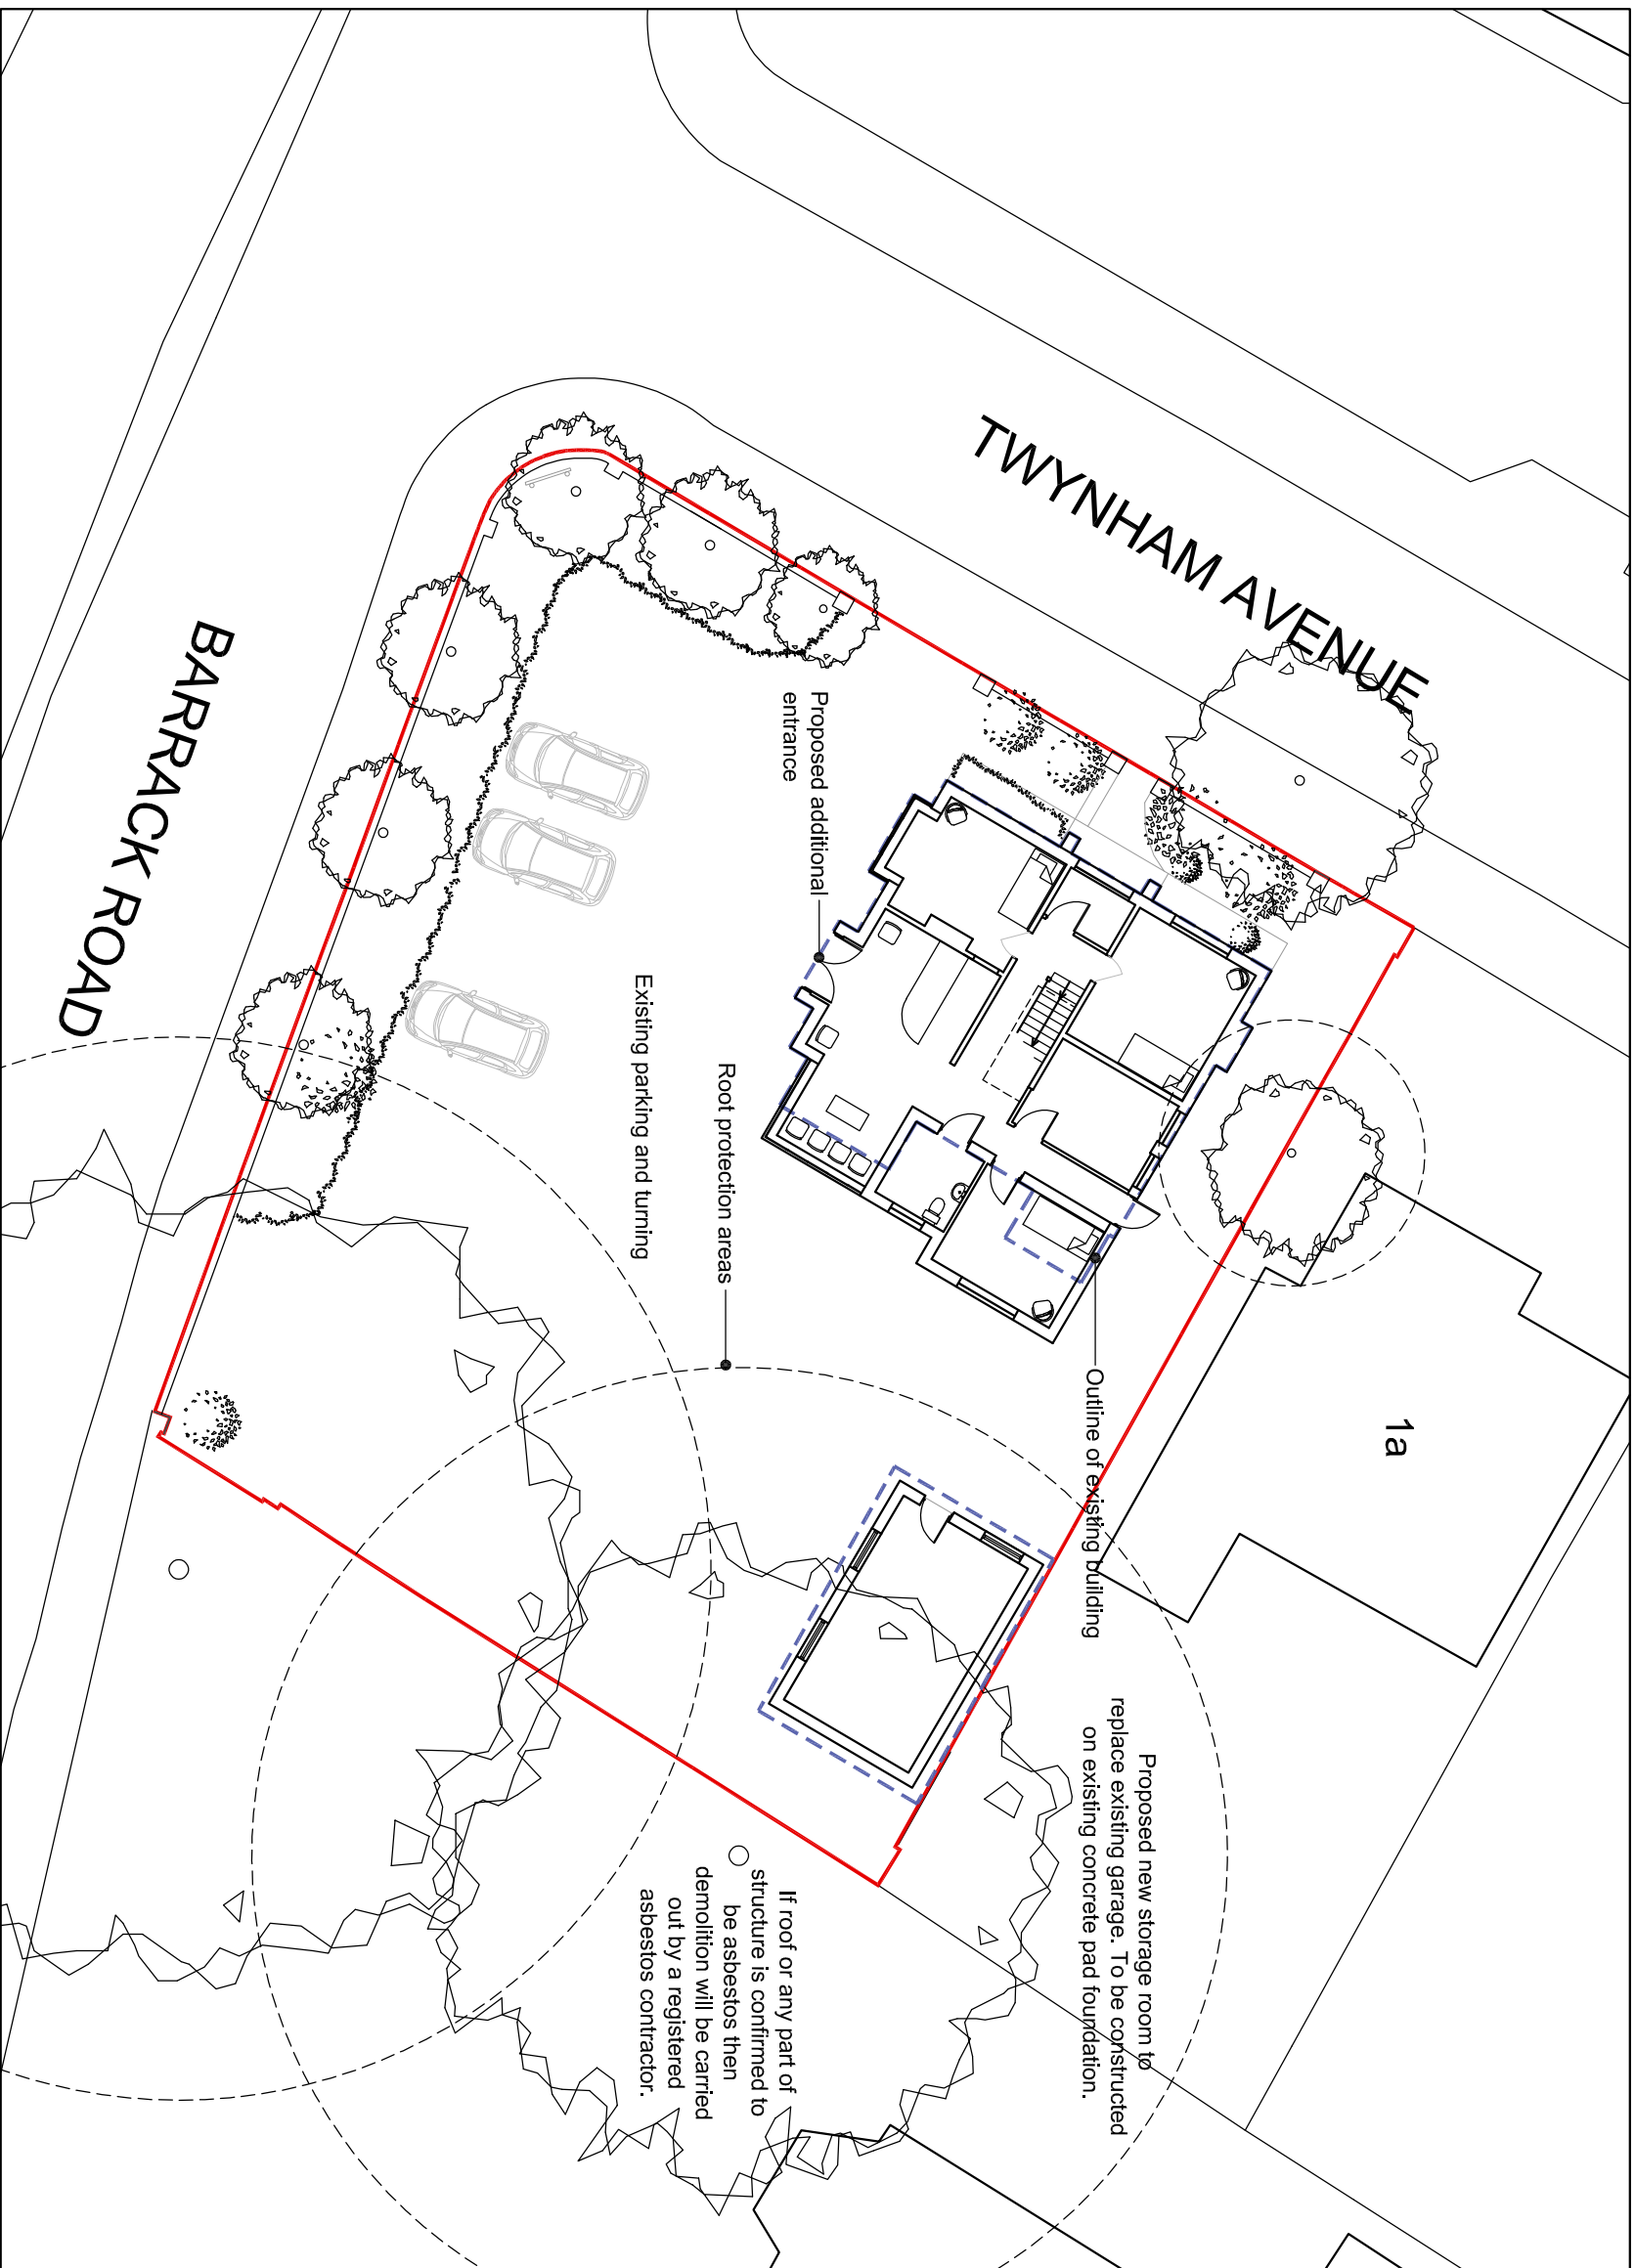 TWYNHAM AVENUE
BARRACK ROAD
Proposed additional
entrance
Existing parking and turning
Root protection areas
Outline of existing building
1a
Proposed new storage room to
replace existing garage. To be constructed
on existing concrete pad foundation.
If roof or any part of
structure is confirmed to
be asbestos then
demolition will be carried
out by a registered
asbestos contractor.